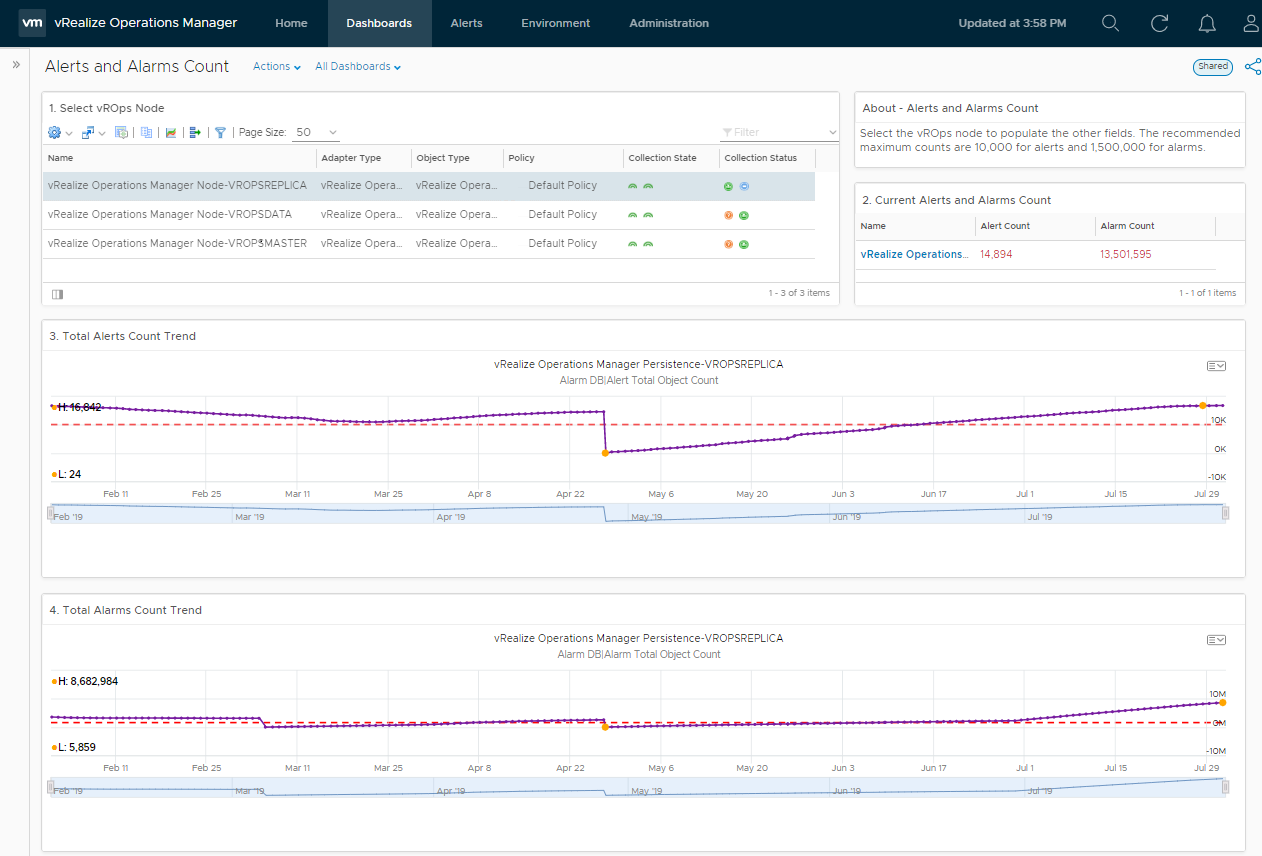 vm vRealize Operations Manager Home Dashboards Alerts Environment Administration Updated at 3:58 PM
Alerts and Alarms Count Actions All Dashboards Shared
1. Select vROps Node
Page Size: 50 Filter
Name Adapter Type Object Type Policy Collection State Collection Status
vRealize Operations Manager Node-VROPSREPLICA vRealize Opera... vRealize Opera... Default Policy
vRealize Operations Manager Node-VROPSDATA vRealize Opera... vRealize Opera... Default Policy
vRealize Operations Manager Node-VROPSMASTER vRealize Opera... vRealize Opera... Default Policy
1 - 3 of 3 items
About - Alerts and Alarms Count
Select the vROps node to populate the other fields. The recommended
maximum counts are 10,000 for alerts and 1,500,000 for alarms.
2. Current Alerts and Alarms Count
Name Alert Count Alarm Count
vRealize Operations... 14,894 13,501,595
1 - 1 of 1 items
3. Total Alerts Count Trend
vRealize Operations Manager Persistence-VROPSREPLICA
Alarm DB|Alert Total Object Count
H: 16,842
10K
0K
L: 24
-10K
Feb 11 Feb 25 Mar 11 Mar 25 Apr 8 Apr 22 May 6 May 20 Jun 3 Jun 17 Jul 1 Jul 15 Jul 29
Feb '19 Mar '19 Apr '19 May '19 Jun '19 Jul '19
4. Total Alarms Count Trend
vRealize Operations Manager Persistence-VROPSREPLICA
Alarm DB|Alarm Total Object Count
H: 8,682,984
10M
0M
L: 5,859
-10M
Feb 11 Feb 25 Mar 11 Mar 25 Apr 8 Apr 22 May 6 May 20 Jun 3 Jun 17 Jul 1 Jul 15 Jul 29
Feb '19 Mar '19 Apr '19 May '19 Jun '19 Jul '19